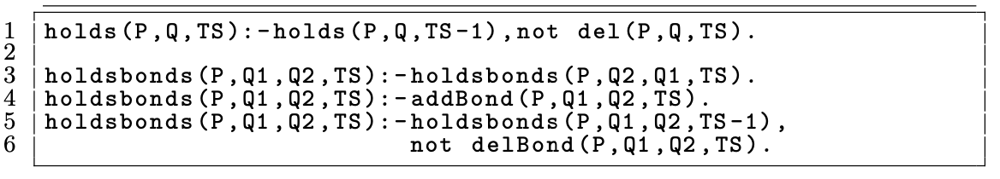 1 holds(P,Q,TS):-holds(P,Q,TS-1),not del(P,Q,TS).
2
3 holdsbonds(P,Q1,Q2,TS):-holdsbonds(P,Q2,Q1,TS).
4 holdsbonds(P,Q1,Q2,TS):-addBond(P,Q1,Q2,TS).
5 holdsbonds(P,Q1,Q2,TS):-holdsbonds(P,Q1,Q2,TS-1),
6 not delBond(P,Q1,Q2,TS).